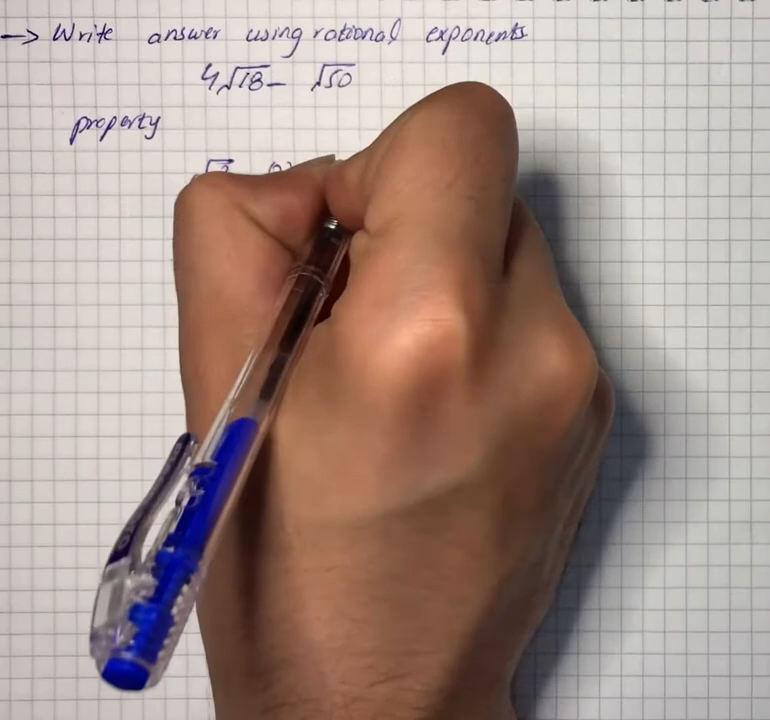 → Write answer using rational exponents
4√18 - √50
property